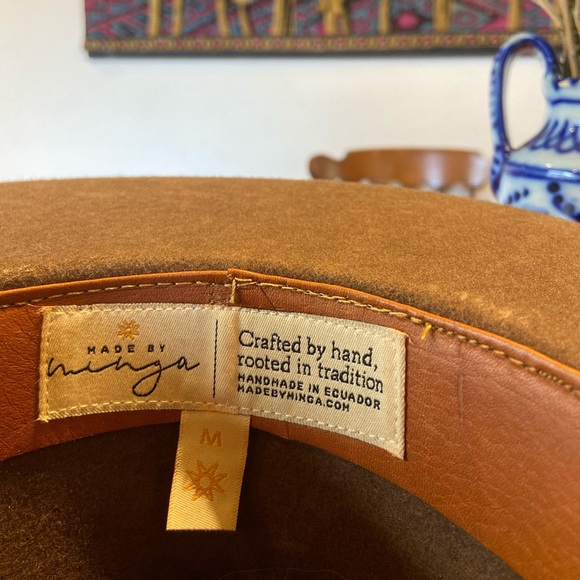 MADE BY
minga
Crafted by hand,
rooted in tradition
HANDMADE IN ECUADOR
MADEBYMINGA.COM
M